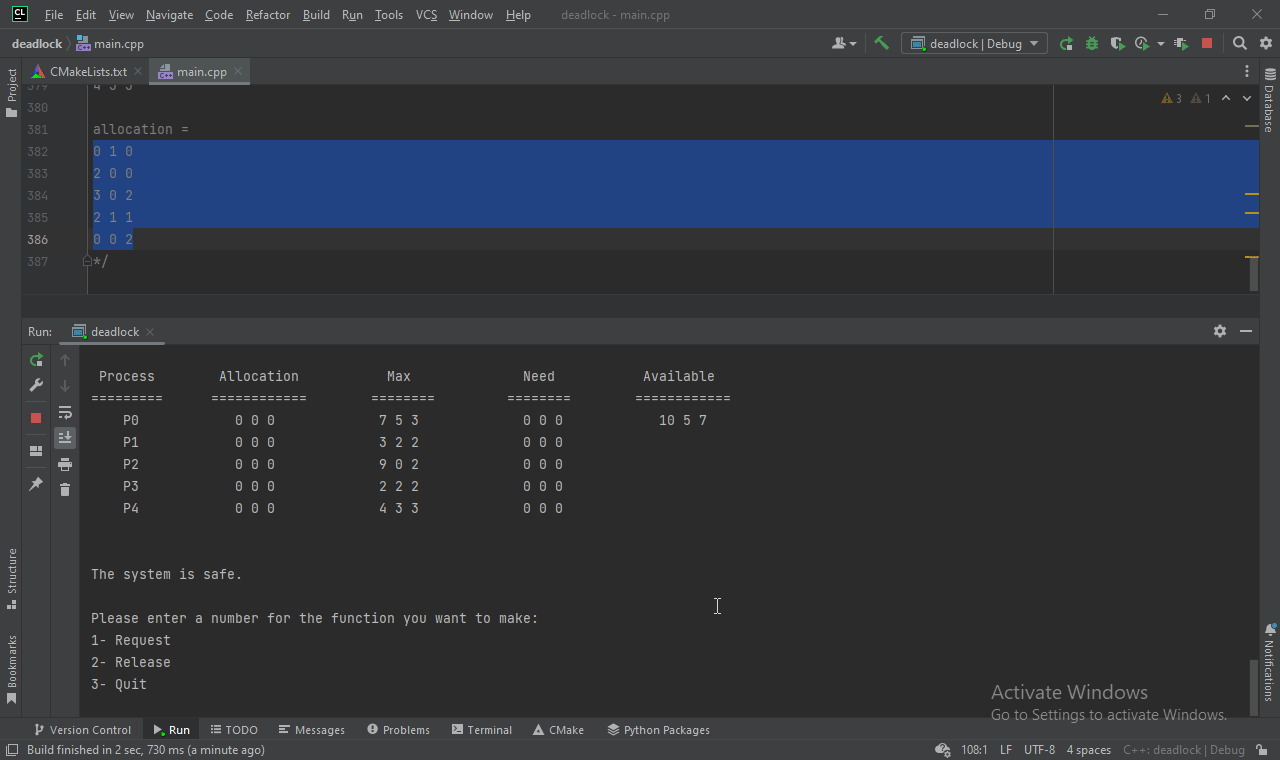 CL File Edit View Navigate Code Refactor Build Run Tools VCS Window Help deadlock - main.cpp
deadlock main.cpp deadlock | Debug
CMakeLists.txt main.cpp
Project
Database
379 4 3 3
380
381 allocation =
382 0 1 0
383 2 0 0
384 3 0 2
385 2 1 1
386 0 0 2
387 */
3 1
Run: deadlock
Process Allocation Max Need Available
========= ============ ======== ======== ============
P0 0 0 0 7 5 3 0 0 0 10 5 7
P1 0 0 0 3 2 2 0 0 0
P2 0 0 0 9 0 2 0 0 0
P3 0 0 0 2 2 2 0 0 0
P4 0 0 0 4 3 3 0 0 0
The system is safe.
Please enter a number for the function you want to make:
1- Request
2- Release
3- Quit
Structure
Bookmarks
Notifications
Activate Windows
Go to Settings to activate Windows.
Version Control Run TODO Messages Problems Terminal CMake Python Packages
Build finished in 2 sec, 730 ms (a minute ago) 108:1 LF UTF-8 4 spaces C++: deadlock | Debug